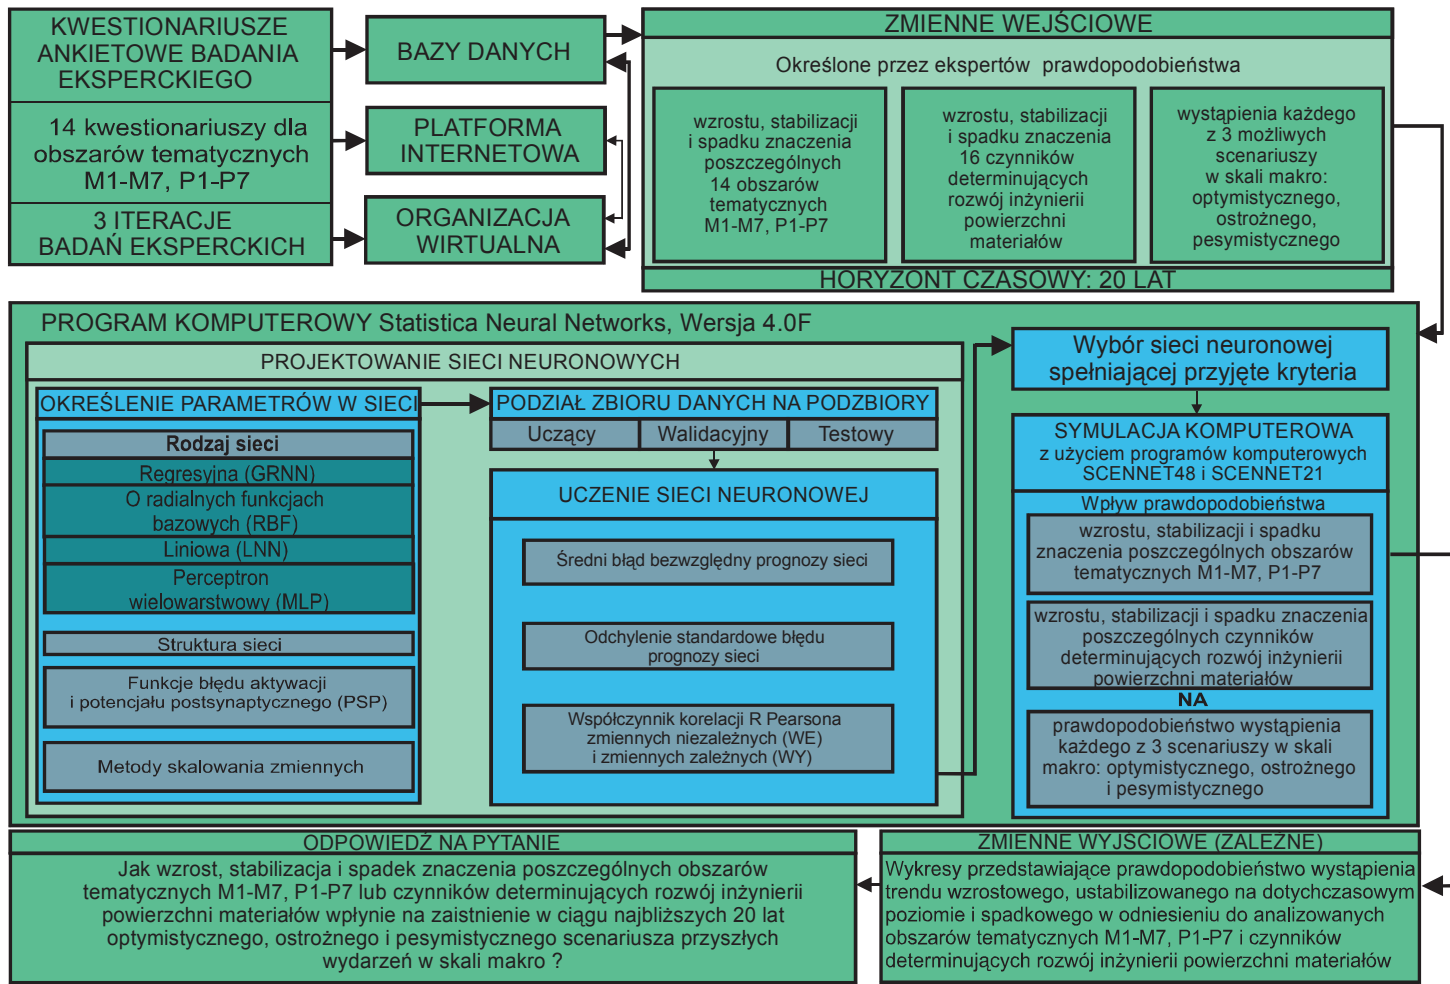 KWESTIONARIUSZE
ANKIETOWE BADANIA
EKSPERCKIEGO
14 kwestionariuszy dla
obszarów tematycznych
M1-M7, P1-P7
3 ITERACJE
BADAŃ EKSPERCKICH
BAZY DANYCH
PLATFORMA
INTERNETOWA
ORGANIZACJA
WIRTUALNA
ZMIENNE WEJŚCIOWE
Określone przez ekspertów prawdopodobieństwa
wzrostu, stabilizacji
i spadku znaczenia
poszczególnych
14 obszarów
tematycznych
M1-M7, P1-P7
wzrostu, stabilizacji
i spadku znaczenia
16 czynników
determinujących
rozwój inżynierii
powierzchni
materiałów
wystąpienia każdego
z 3 możliwych
scenariuszy
w skali makro:
optymistycznego,
ostrożnego,
pesymistycznego
HORYZONT CZASOWY: 20 LAT
PROGRAM KOMPUTEROWY Statistica Neural Networks, Wersja 4.0F
PROJEKTOWANIE SIECI NEURONOWYCH
OKREŚLENIE PARAMETRÓW W SIECI
Rodzaj sieci
Regresyjna (GRNN)
O radialnych funkcjach
bazowych (RBF)
Liniowa (LNN)
Perceptron
wielowarstwowy (MLP)
Struktura sieci
Funkcje błędu aktywacji
i potencjału postsynaptycznego (PSP)
Metody skalowania zmiennych
PODZIAŁ ZBIORU DANYCH NA PODZBIORY
Uczący Walidacyjny Testowy
UCZENIE SIECI NEURONOWEJ
Średni błąd bezwzględny prognozy sieci
Odchylenie standardowe błędu
prognozy sieci
Współczynnik korelacji R Pearsona
zmiennych niezależnych (WE)
i zmiennych zależnych (WY)
Wybór sieci neuronowej
spełniającej przyjęte kryteria
SYMULACJA KOMPUTEROWA
z użyciem programów komputerowych
SCENNET48 i SCENNET21
Wpływ prawdopodobieństwa
wzrostu, stabilizacji i spadku
znaczenia poszczególnych obszarów
tematycznych M1-M7, P1-P7
wzrostu, stabilizacji i spadku znaczenia
poszczególnych czynników
determinujących rozwój inżynierii
powierzchni materiałów
NA
prawdopodobieństwo wystąpienia
każdego z 3 scenariuszy w skali
makro: optymistycznego, ostrożnego
i pesymistycznego
ODPOWIEDŹ NA PYTANIE
Jak wzrost, stabilizacja i spadek znaczenia poszczególnych obszarów
tematycznych M1-M7, P1-P7 lub czynników determinujących rozwój inżynierii
powierzchni materiałów wpłynie na zaistnienie w ciągu najbliższych 20 lat
optymistycznego, ostrożnego i pesymistycznego scenariusza przyszłych
wydarzeń w skali makro ?
ZMIENNE WYJŚCIOWE (ZALEŻNE)
Wykresy przedstawiające prawdopodobieństwo wystąpienia
trendu wzrostowego, ustabilizowanego na dotychczasowym
poziomie i spadkowego w odniesieniu do analizowanych
obszarów tematycznych M1-M7, P1-P7 i czynników
determinujących rozwój inżynierii powierzchni materiałów